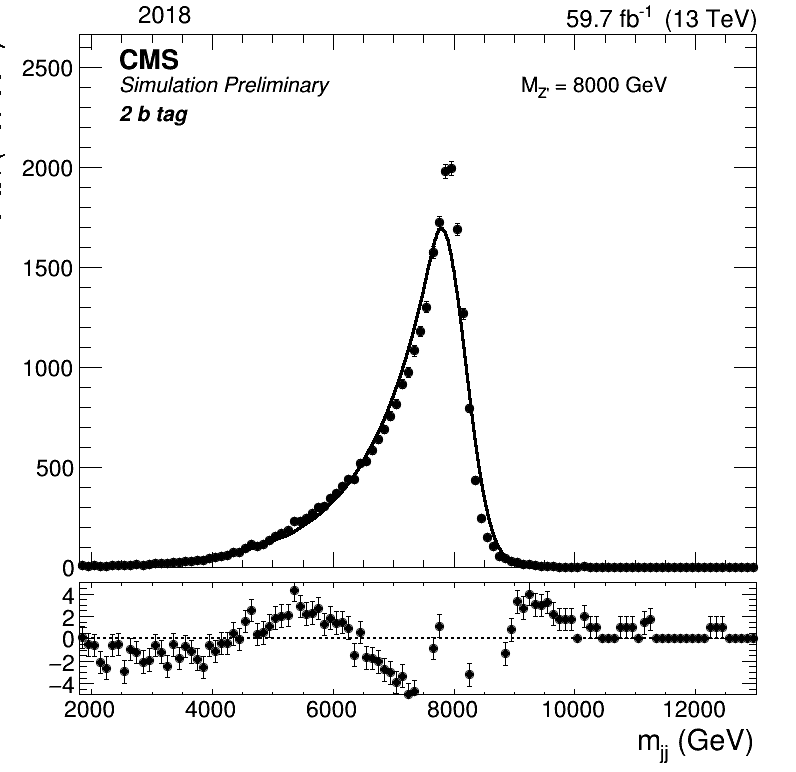 2018 59.7 fb⁻¹ (13 TeV)
CMS
Simulation Preliminary
M_Z' = 8000 GeV
2 b tag
2500
2000
1500
1000
500
0
4
2
0
−2
−4
2000 4000 6000 8000 10000 12000
m_jj (GeV)